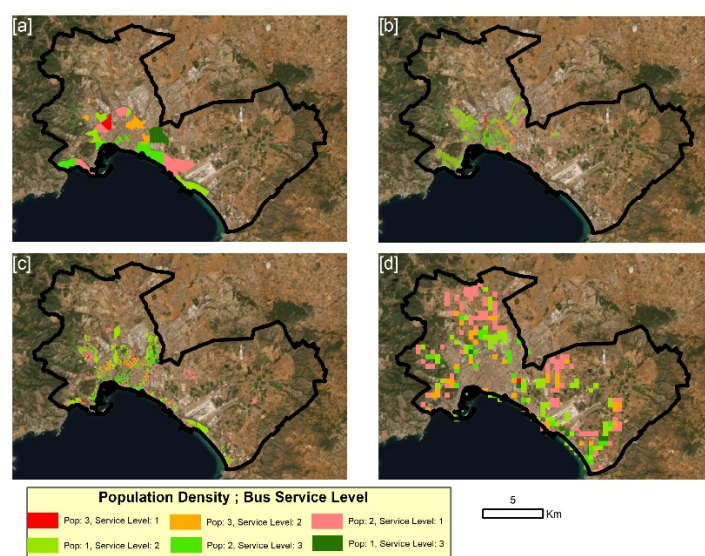 [a]
[b]
[c]
[d]
Population Density ; Bus Service Level
Pop: 3, Service Level: 1
Pop: 3, Service Level: 2
Pop: 2, Service Level: 1
Pop: 1, Service Level: 2
Pop: 2, Service Level: 3
Pop: 1, Service Level: 3
5
Km